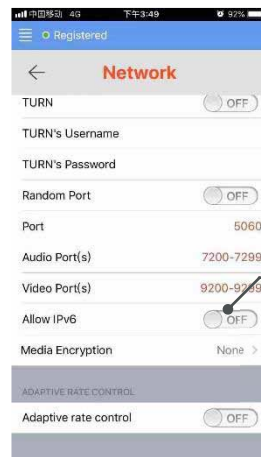 中国移动 4G 下午3:49 92%
Registered
Network
TURN OFF
TURN's Username
TURN's Password
Random Port OFF
Port 5060
Audio Port(s) 7200-7299
Video Port(s) 9200-9299
Allow IPv6 OFF
Media Encryption None
ADAPTIVE RATE CONTROL
Adaptive rate control OFF